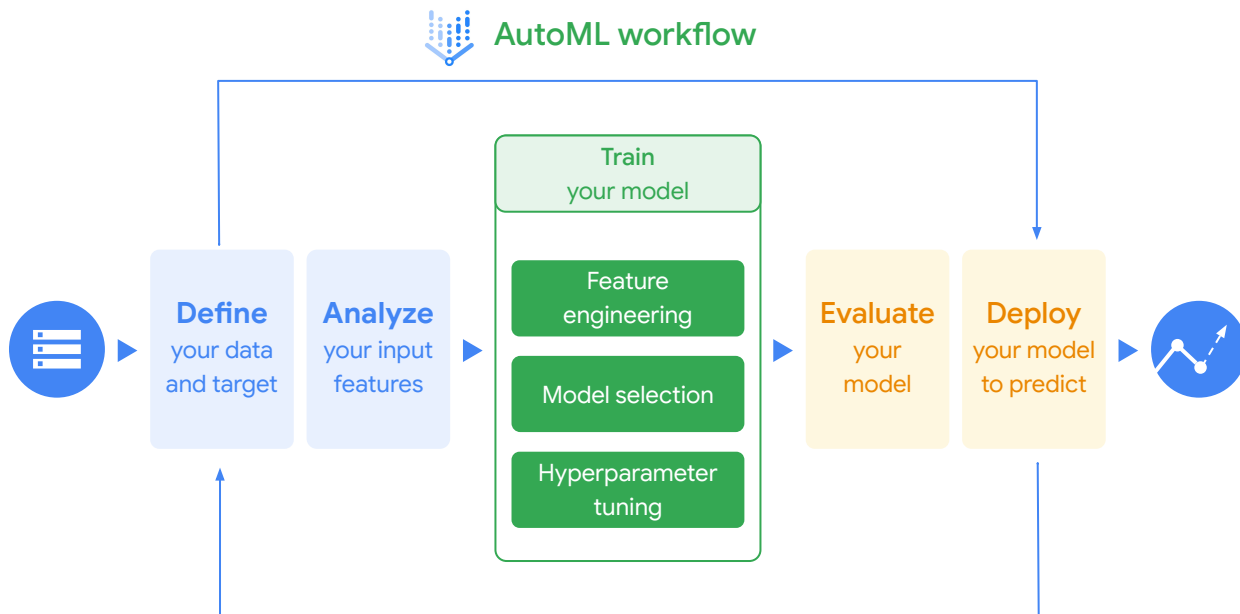 AutoML workflow
Train
your model
Define
your data
and target
Analyze
your input
features
Feature
engineering
Model selection
Hyperparameter
tuning
Evaluate
your
model
Deploy
your model
to predict